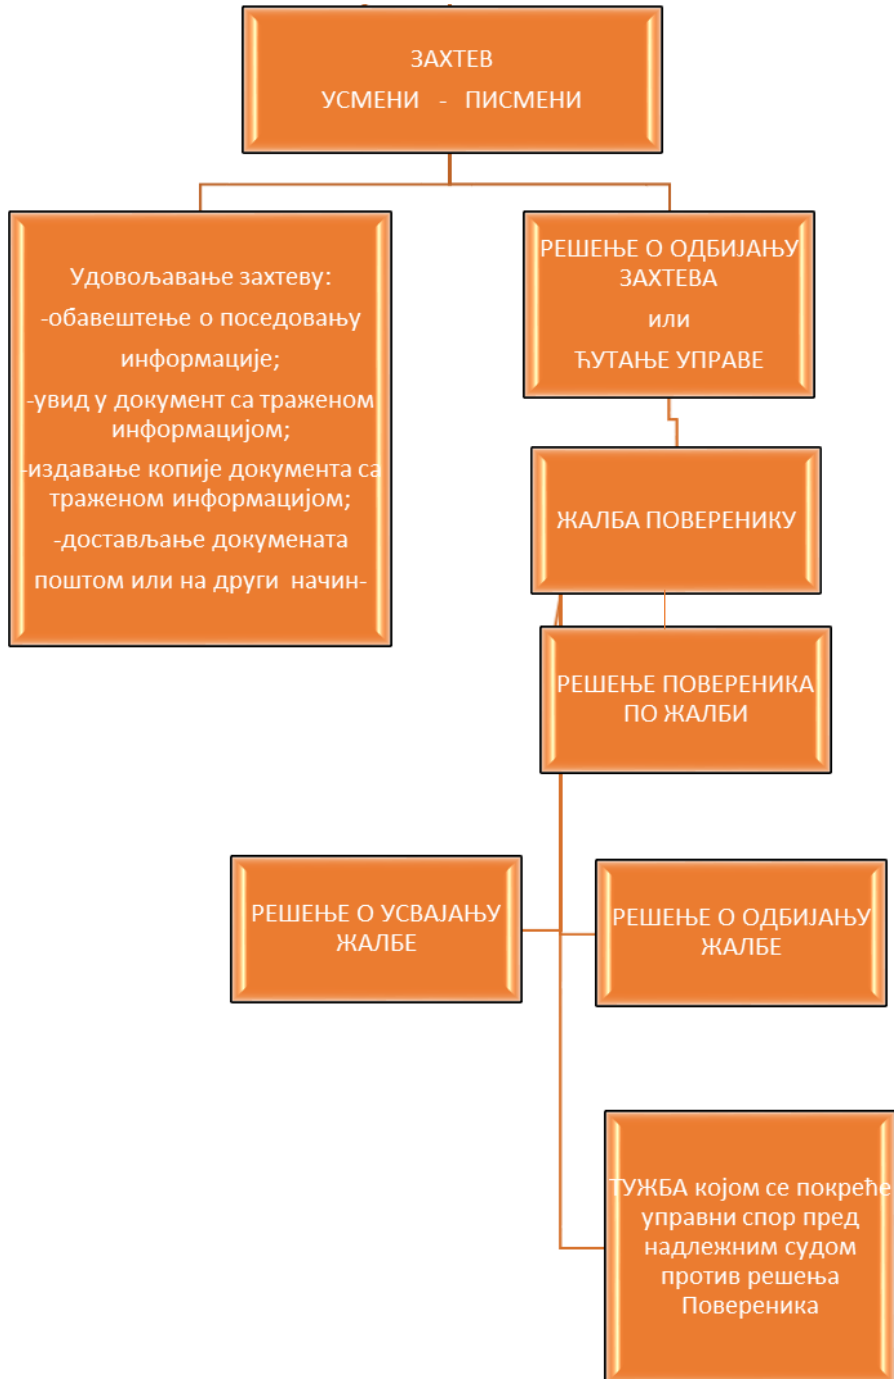 ЗАХТЕВ
УСМЕНИ - ПИСМЕНИ
Удовољавање захтеву:
-обавештење о поседовању
информације;
-увид у документ са траженом
информацијом;
-издавање копије документа са
траженом информацијом;
-достављање докумената
поштом или на други начин-
РЕШЕЊЕ О ОДБИЈАЊУ
ЗАХТЕВА
или
ЋУТАЊЕ УПРАВЕ
ЖАЛБА ПОВЕРЕНИКУ
РЕШЕЊЕ ПОВЕРЕНИКА
ПО ЖАЛБИ
РЕШЕЊЕ О УСВАЈАЊУ
ЖАЛБЕ
РЕШЕЊЕ О ОДБИЈАЊУ
ЖАЛБЕ
ТУЖБА којом се покреће
управни спор пред
надлежним судом
против решења
Повереника